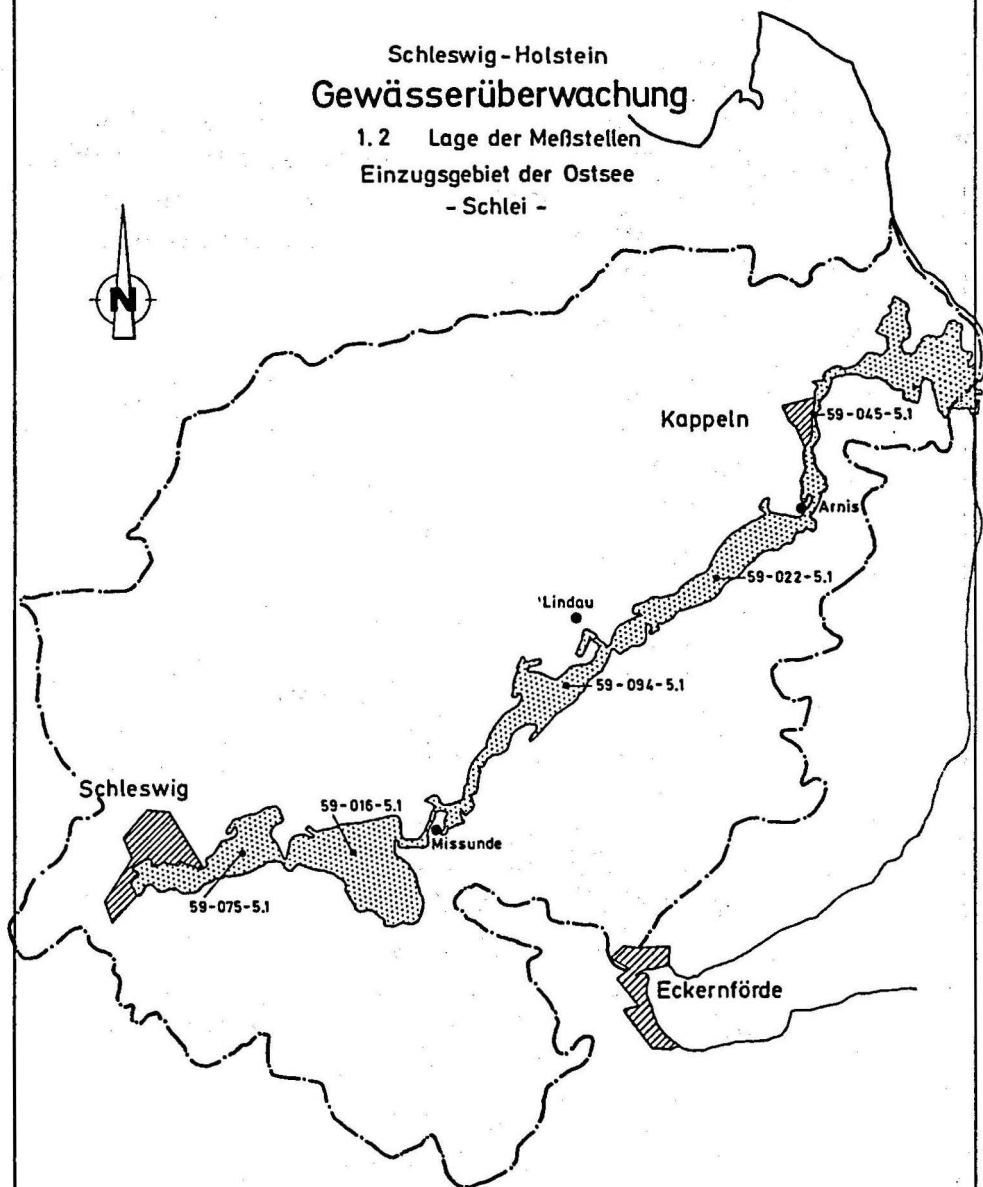 Schleswig-Holstein
Gewässerüberwachung
1.2 Lage der Meßstellen
Einzugsgebiet der Ostsee
- Schlei -
N
Kappeln
59-045-5.1
Arnis
59-022-5.1
Lindau
59-094-5.1
Schleswig
59-016-5.1
Missunde
59-075-5.1
Eckernförde